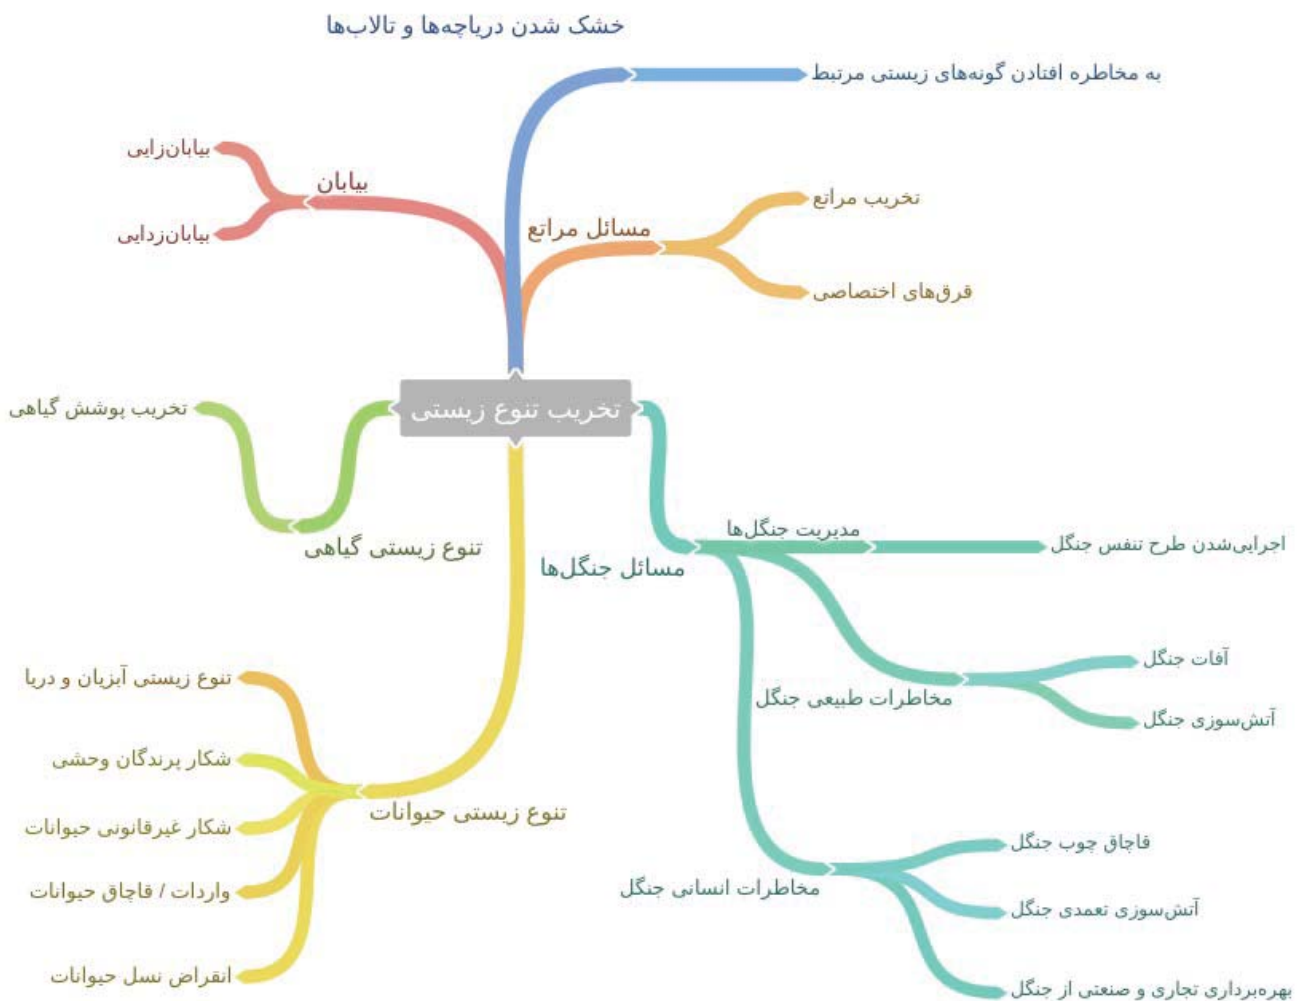 خشک شدن دریاچه‌ها و تالاب‌ها
به مخاطره افتادن گونه‌های زیستی مرتبط
بیابان‌زایی
بیابان
بیابان‌زدایی
تخریب مراتع
مسائل مراتع
قرق‌های اختصاصی
تخریب تنوع زیستی
تخریب پوشش گیاهی
تنوع زیستی گیاهی
مسائل جنگل‌ها
مدیریت جنگل‌ها
اجرایی‌شدن طرح تنفس جنگل
آفات جنگل
مخاطرات طبیعی جنگل
آتش‌سوزی جنگل
تنوع زیستی آبزیان و دریا
شکار پرندگان وحشی
تنوع زیستی حیوانات
شکار غیرقانونی حیوانات
واردات / قاچاق حیوانات
انقراض نسل حیوانات
قاچاق چوب جنگل
مخاطرات انسانی جنگل
آتش‌سوزی تعمدی جنگل
بهره‌برداری تجاری و صنعتی از جنگل